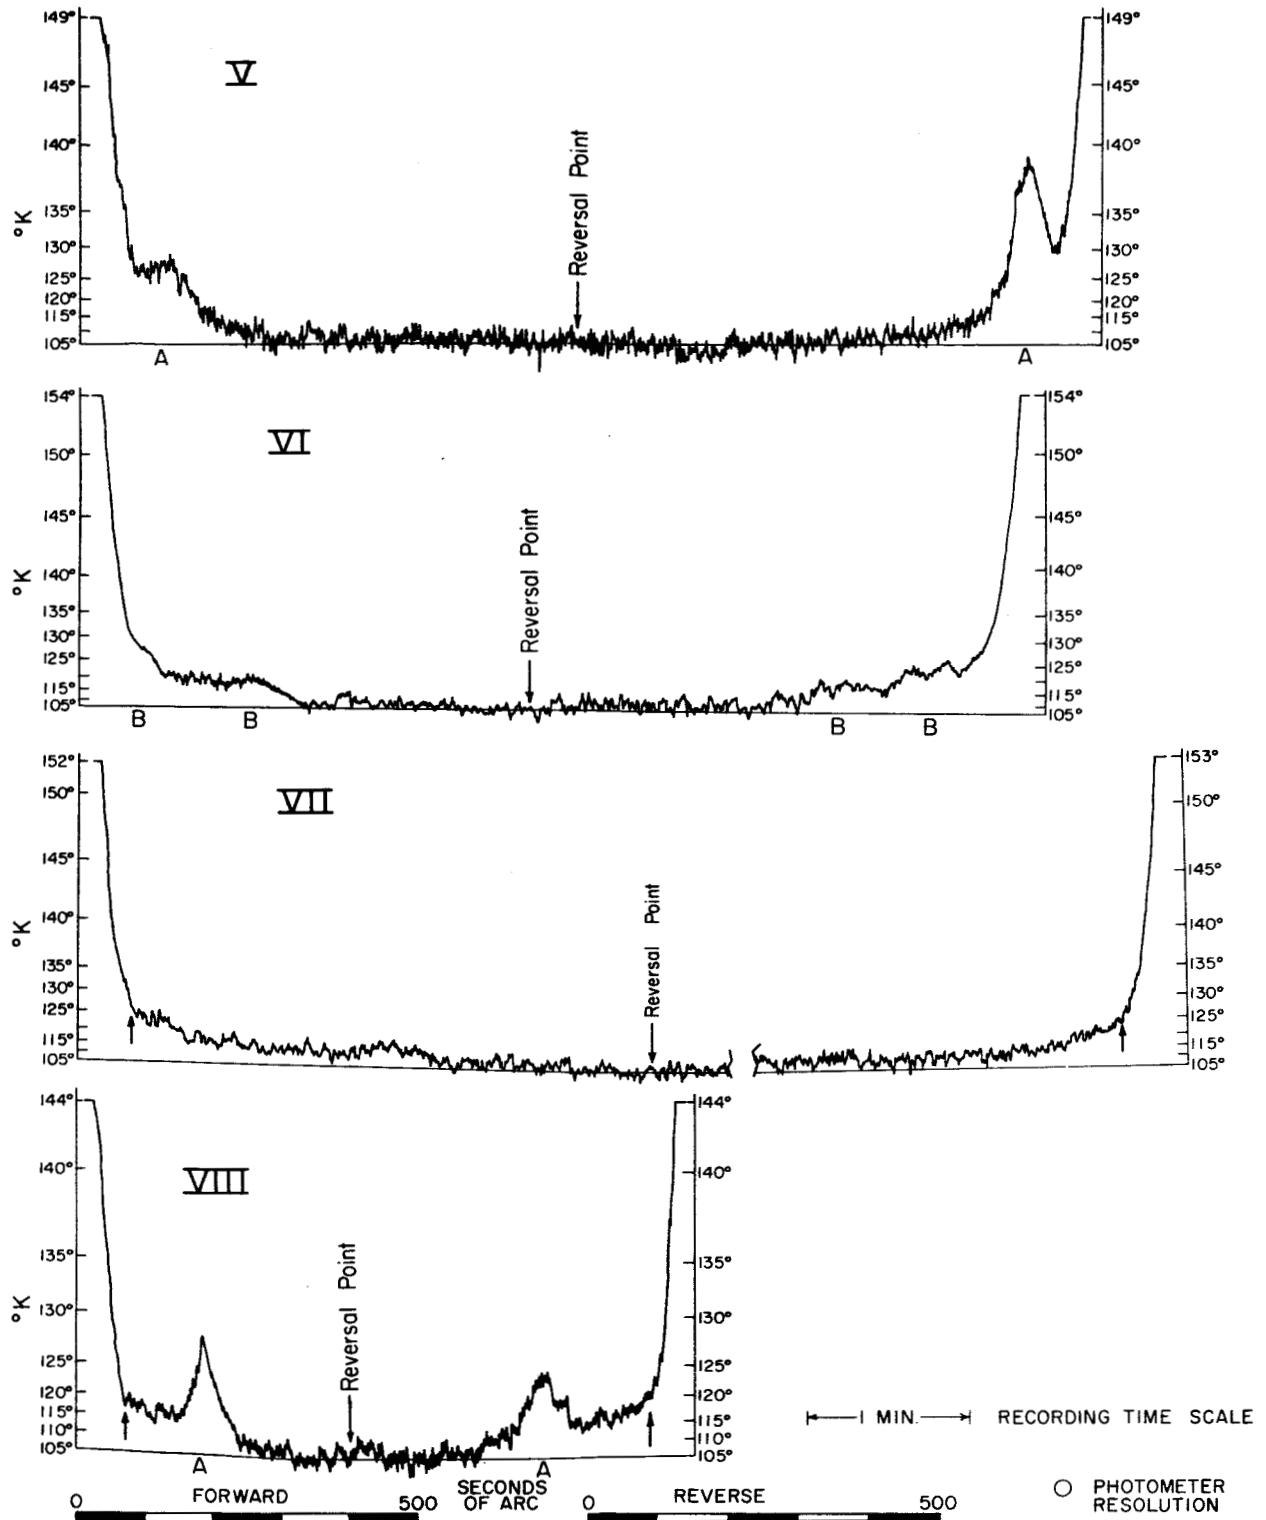 V
149° 149°
145° 145°
140° 140°
Reversal Point
°K
135° 135°
130° 130°
125° 125°
120° 120°
115° 115°
105° 105°
A A
VI
154° 154°
150° 150°
145° 145°
Reversal Point
°K
140° 140°
135° 135°
130° 130°
125° 125°
115° 115°
105° 105°
B B B B
VII
152° 153°
150° 150°
145° 145°
Reversal Point
°K
140° 140°
135° 135°
130° 130°
125° 125°
115° 115°
105° 105°
VIII
144° 144°
140° 140°
135° 135°
Reversal Point
°K
130° 130°
125° 125°
120° 120°
115° 115°
110° 110°
105° 105°
A A
1 MIN. RECORDING TIME SCALE
0 FORWARD 500 SECONDS OF ARC 0 REVERSE 500
PHOTOMETER
RESOLUTION